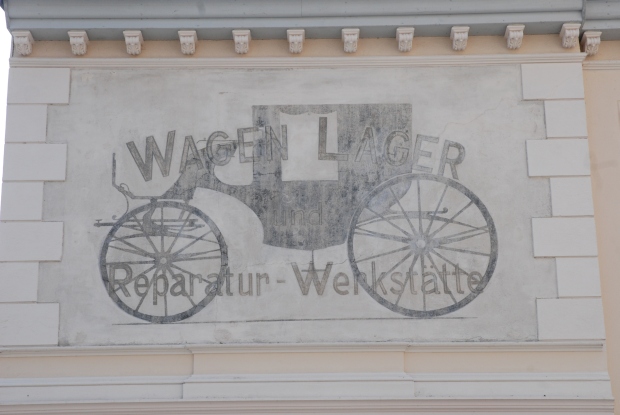 WAGEN LAGER
und
Reparatur-Werkstätte